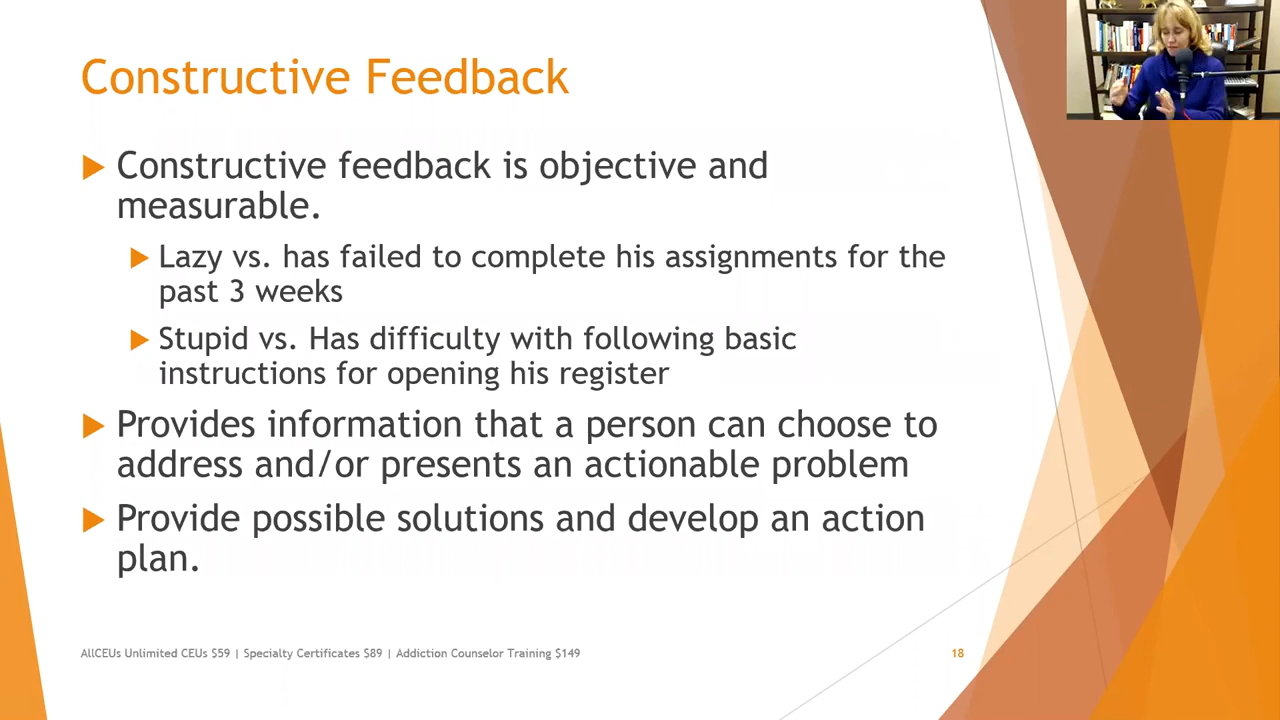 Constructive Feedback
Constructive feedback is objective and
measurable.
Lazy vs. has failed to complete his assignments for the
past 3 weeks
Stupid vs. Has difficulty with following basic
instructions for opening his register
Provides information that a person can choose to
address and/or presents an actionable problem
Provide possible solutions and develop an action
plan.
AllCEUs Unlimited CEUs $59 | Specialty Certificates $89 | Addiction Counselor Training $149
18